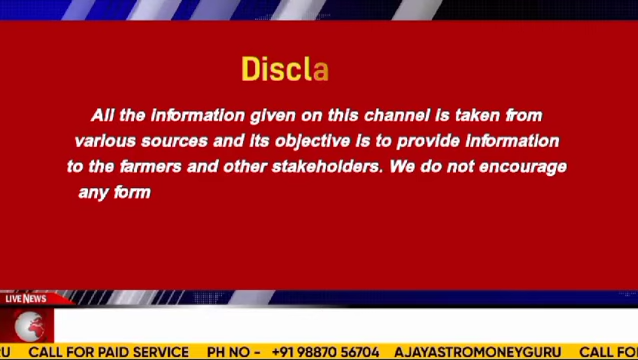 Discla
All the information given on this channel is taken from
various sources and its objective is to provide information
to the farmers and other stakeholders. We do not encourage
any form
LIVE NEWS
RU CALL FOR PAID SERVICE PH NO - +91 98870 56704 AJAYASTROMONEYGURU CALL FO